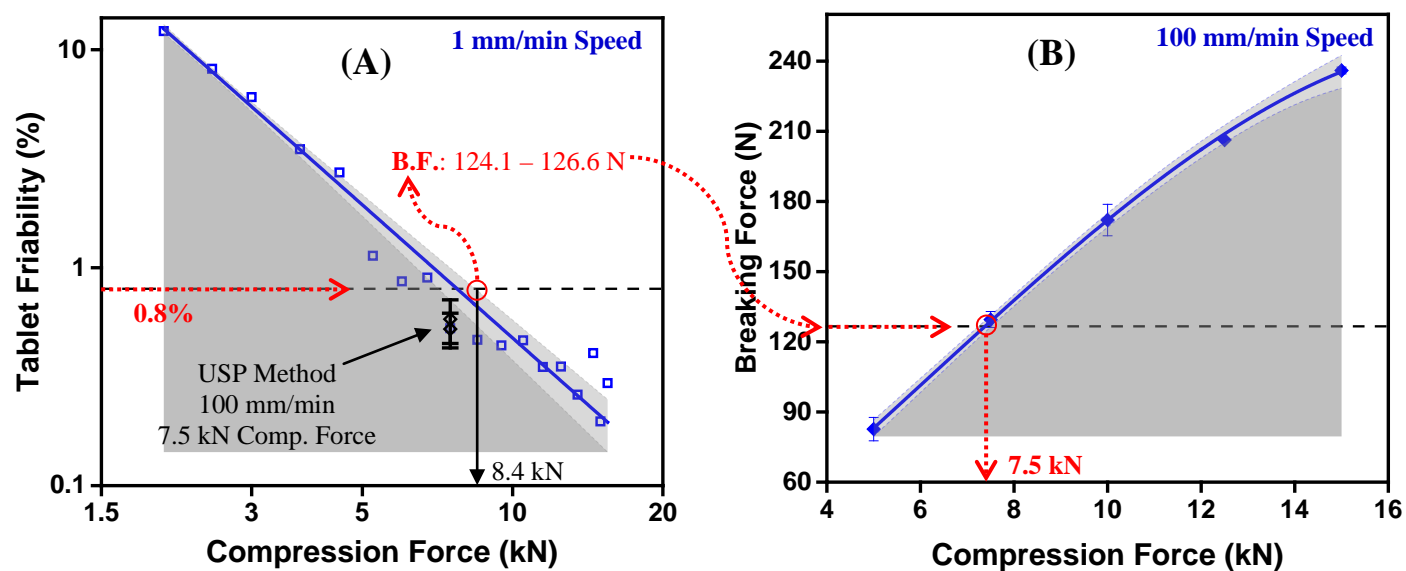 (A)
1 mm/min Speed
10
1
0.1
Tablet Friability (%)
B.F.: 124.1 – 126.6 N
0.8%
USP Method
100 mm/min
7.5 kN Comp. Force
8.4 kN
1.5
3
5
10
20
Compression Force (kN)
(B)
100 mm/min Speed
240
210
180
150
120
90
60
Breaking Force (N)
7.5 kN
4
6
8
10
12
14
16
Compression Force (kN)